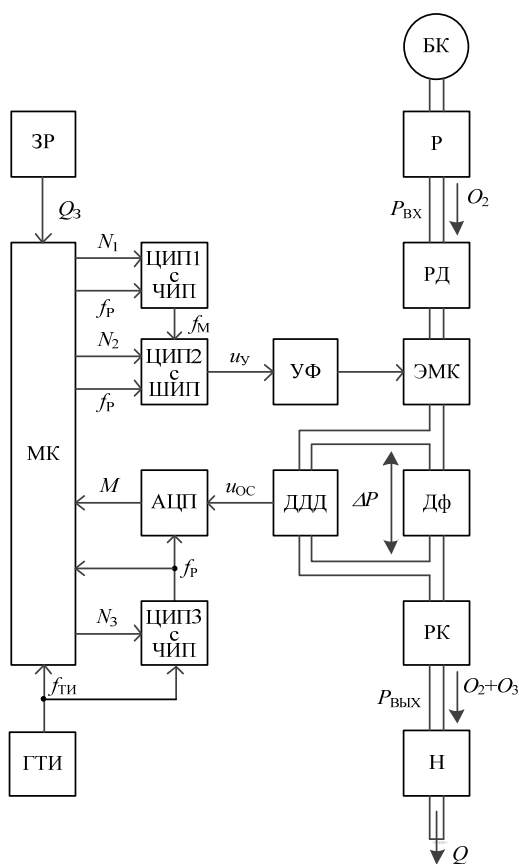 БК
ЗР
Р
Q_З
P_ВХ
O_2
N_1
ЦИП1
с
ЧИП
РД
f_Р
f_М
N_2
ЦИП2
с
ШИП
u_У
УФ
ЭМК
f_Р
МК
M
АЦП
u_ОС
ДДД
ΔP
Дф
f_Р
N_3
ЦИП3
с
ЧИП
РК
f_ТИ
P_ВЫХ
O_2+O_3
ГТИ
Н
Q